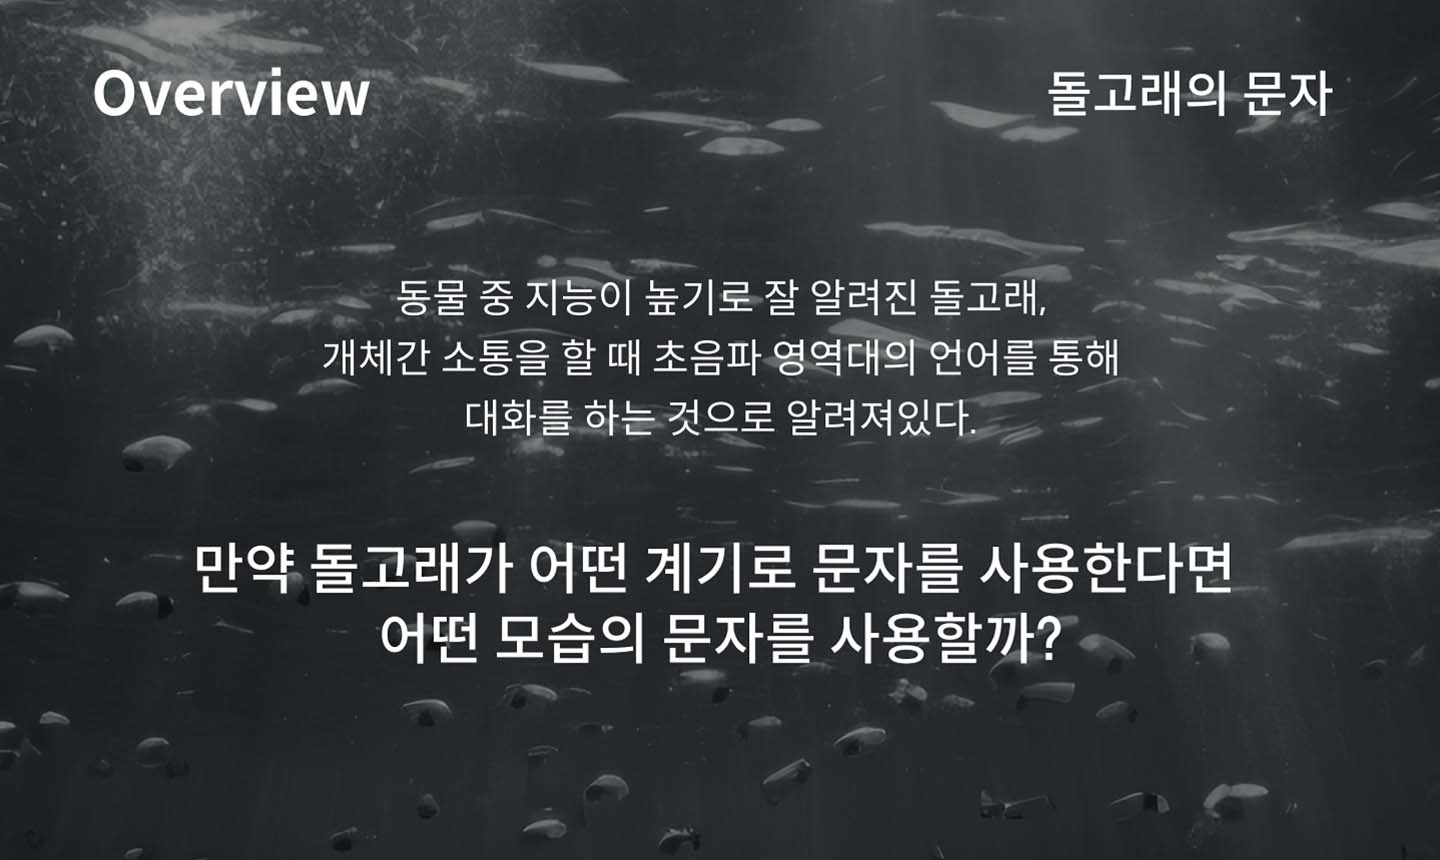 Overview
돌고래의 문자
동물 중 지능이 높기로 잘 알려진 돌고래,
개체간 소통을 할 때 초음파 영역대의 언어를 통해
대화를 하는 것으로 알려져있다.
만약 돌고래가 어떤 계기로 문자를 사용한다면
어떤 모습의 문자를 사용할까?